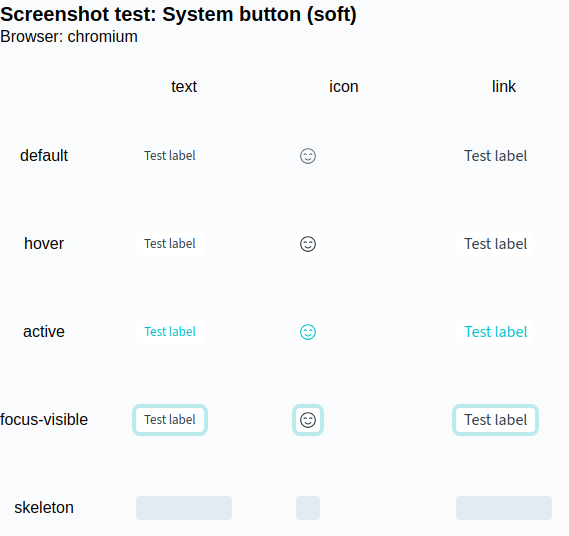 Screenshot test: System button (soft)
Browser: chromium
text icon link
default Test label Test label
hover Test label Test label
active Test label Test label
focus-visible Test label Test label
skeleton